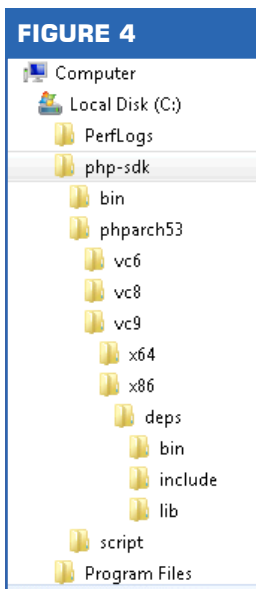 FIGURE 4
Computer
Local Disk (C:)
PerfLogs
php-sdk
bin
phparch53
vc6
vc8
vc9
x64
x86
deps
bin
include
lib
script
Program Files